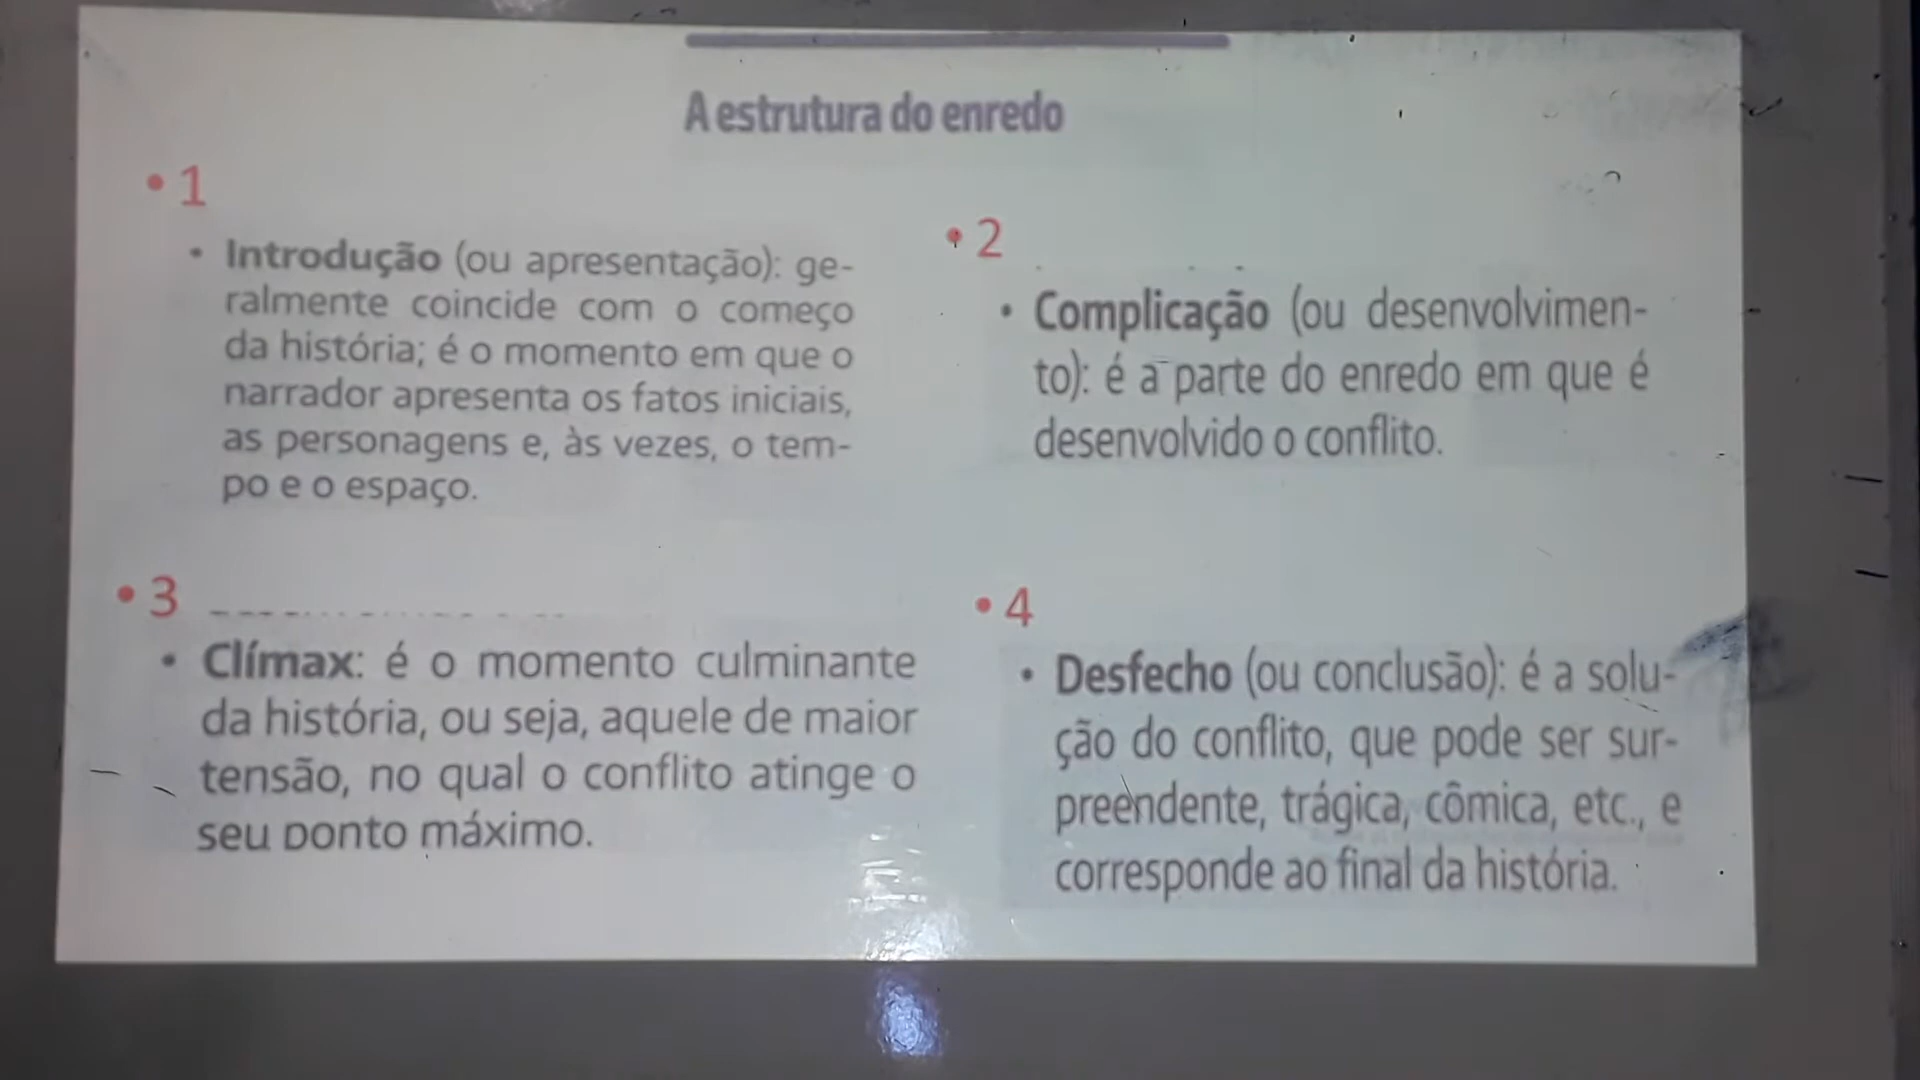 A estrutura do enredo
• 1
• Introdução (ou apresentação): ge-
ralmente coincide com o começo
da história; é o momento em que o
narrador apresenta os fatos iniciais,
as personagens e, às vezes, o tem-
po e o espaço.
• 2
• Complicação (ou desenvolvimen-
to): é a parte do enredo em que é
desenvolvido o conflito.
• 3
• Clímax: é o momento culminante
da história, ou seja, aquele de maior
tensão, no qual o conflito atinge o
seu ponto máximo.
• 4
• Desfecho (ou conclusão): é a solu-
ção do conflito, que pode ser sur-
preendente, trágica, cômica, etc., e
corresponde ao final da história.